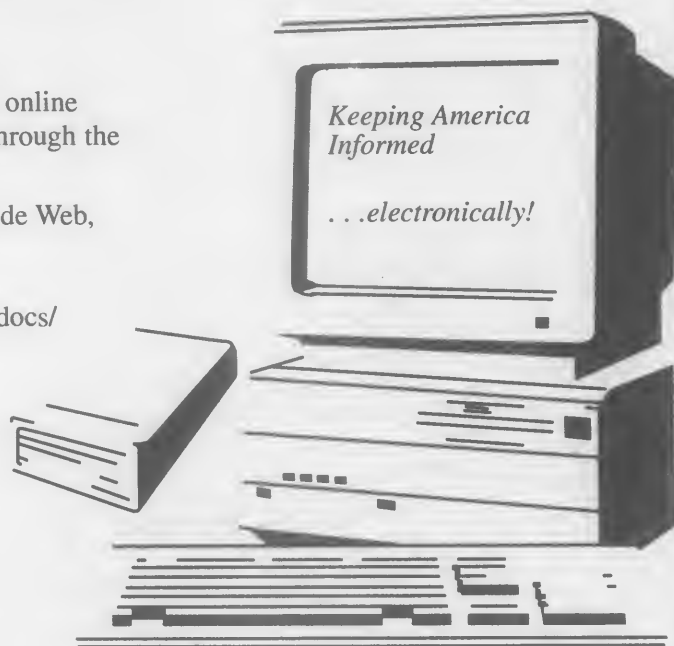 online
hrough the
de Web,
docs/
Keeping America
Informed
. . .electronically!